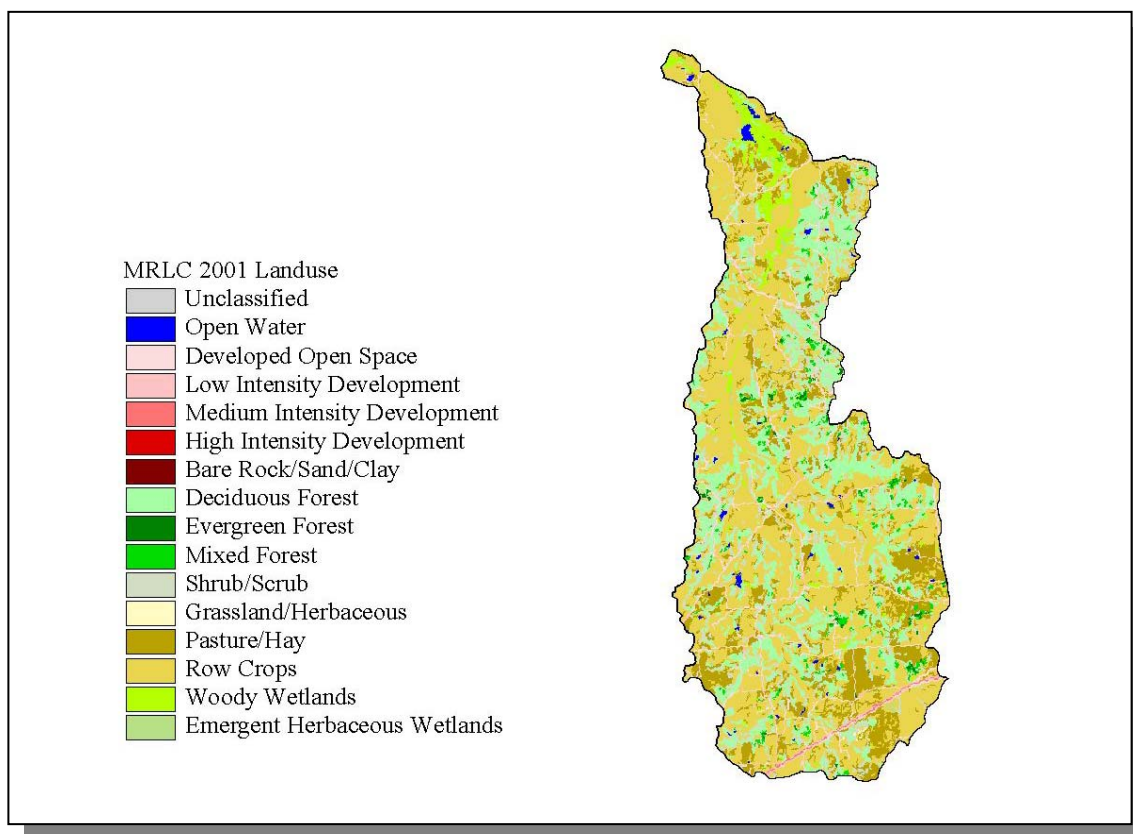 MRLC 2001 Landuse
Unclassified
Open Water
Developed Open Space
Low Intensity Development
Medium Intensity Development
High Intensity Development
Bare Rock/Sand/Clay
Deciduous Forest
Evergreen Forest
Mixed Forest
Shrub/Scrub
Grassland/Herbaceous
Pasture/Hay
Row Crops
Woody Wetlands
Emergent Herbaceous Wetlands